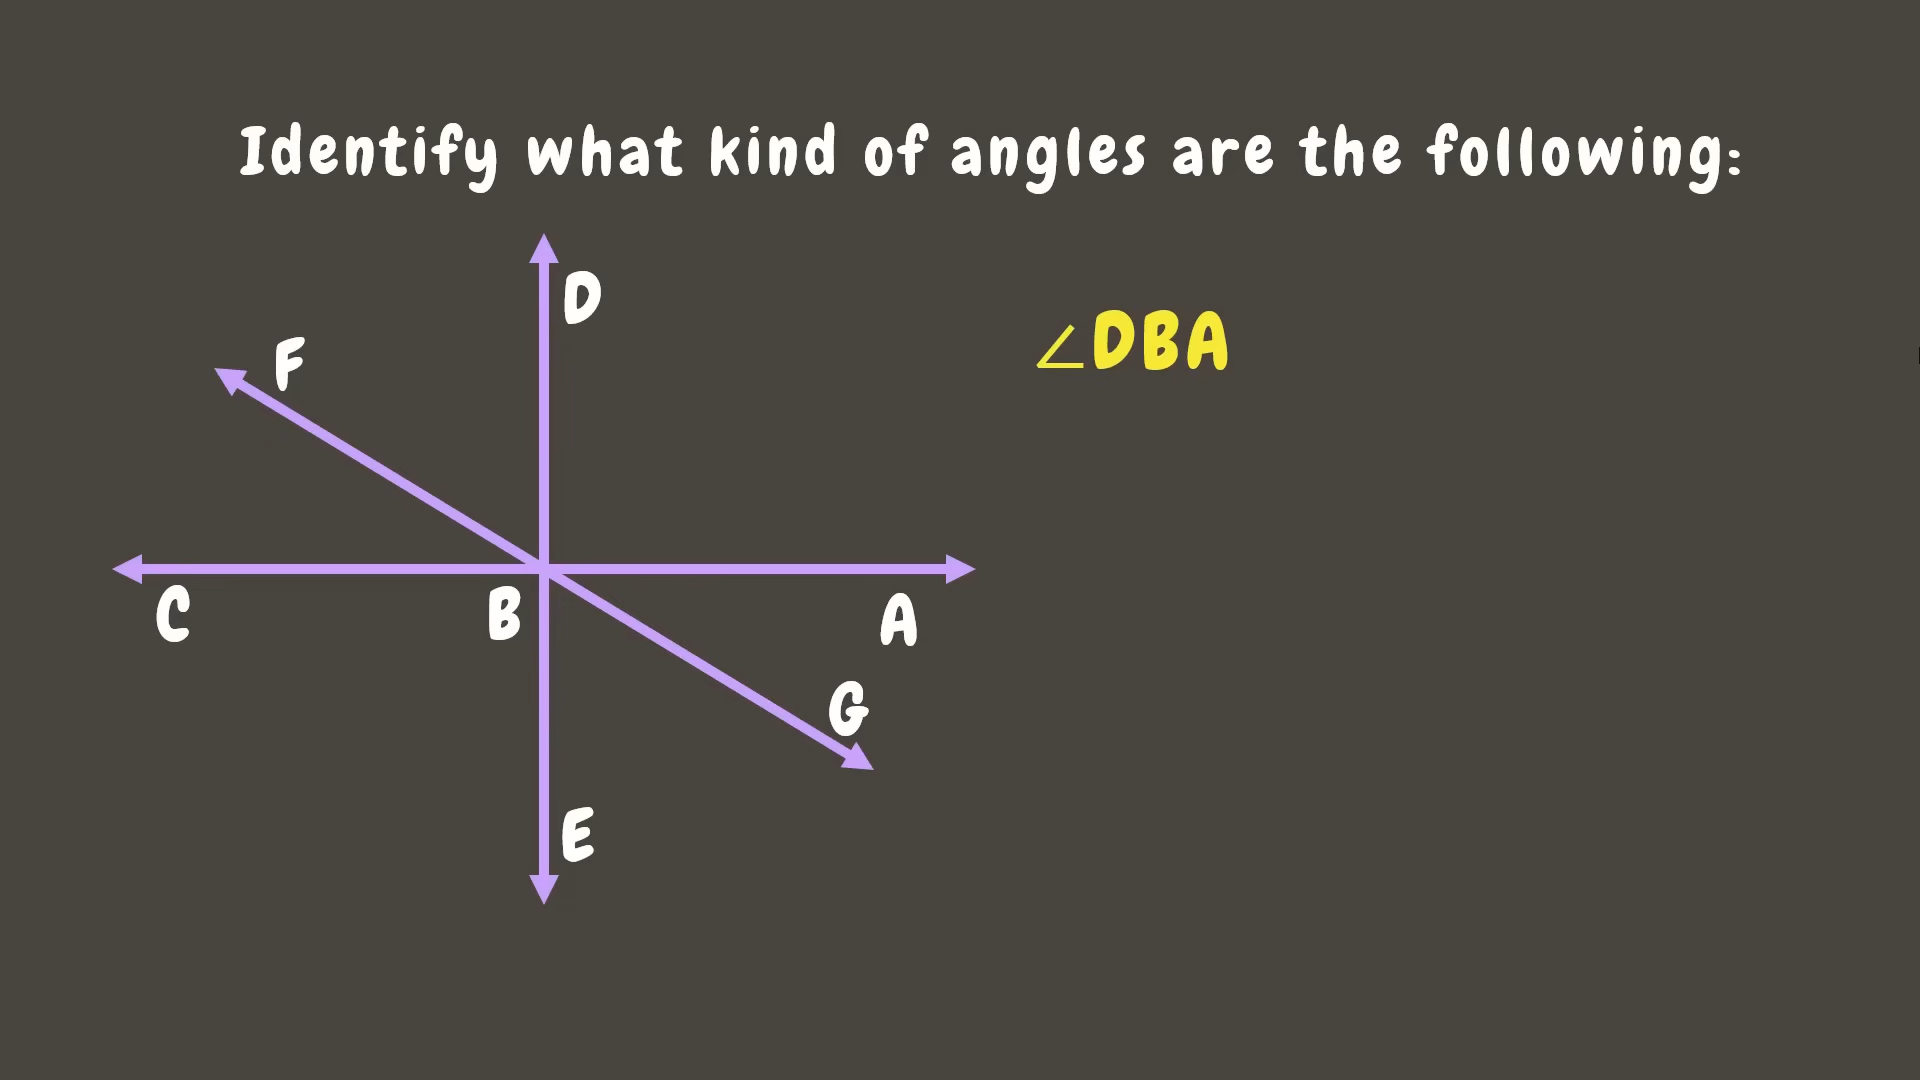 Identify what kind of angles are the following:
D
∠DBA
F
C
B
A
G
E